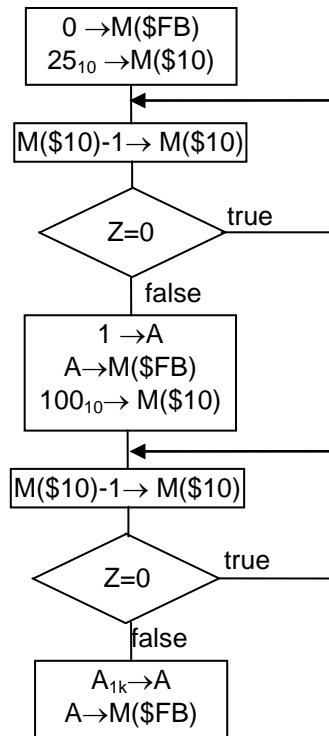 0 →M($FB)
25₁₀ →M($10)
M($10)-1→ M($10)
Z=0
true
false
1 →A
A→M($FB)
100₁₀→ M($10)
M($10)-1→ M($10)
Z=0
true
false
A₁ₖ→A
A→M($FB)